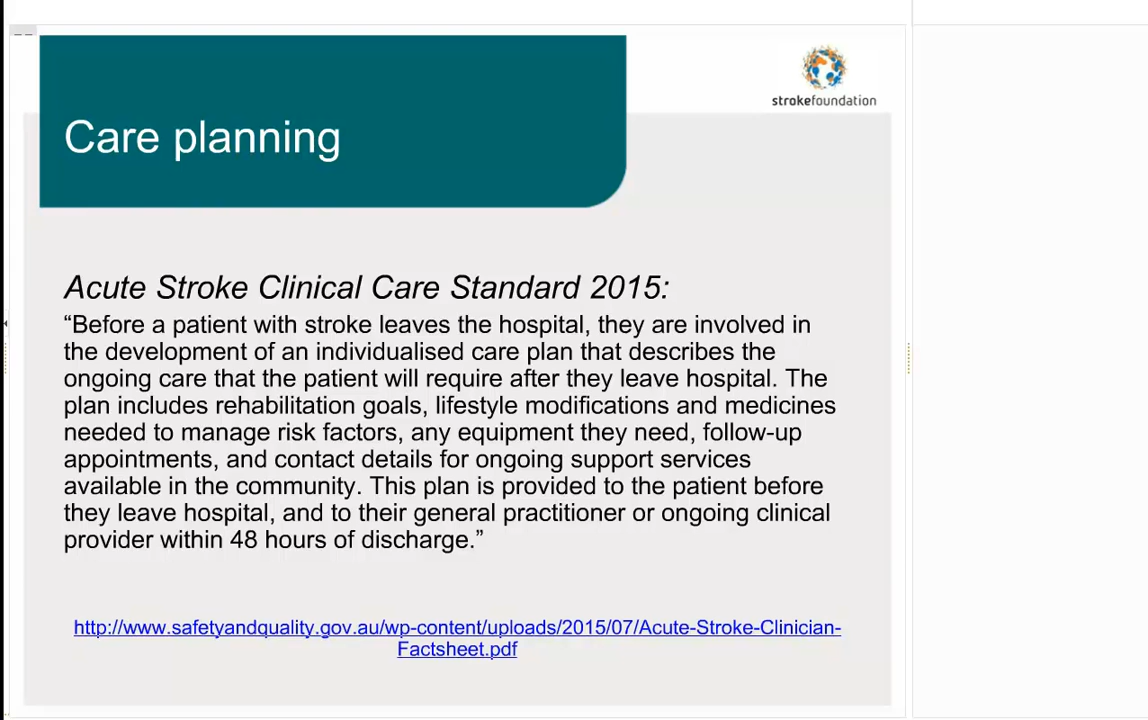 strokefoundation
Care planning
Acute Stroke Clinical Care Standard 2015:
“Before a patient with stroke leaves the hospital, they are involved in
the development of an individualised care plan that describes the
ongoing care that the patient will require after they leave hospital. The
plan includes rehabilitation goals, lifestyle modifications and medicines
needed to manage risk factors, any equipment they need, follow-up
appointments, and contact details for ongoing support services
available in the community. This plan is provided to the patient before
they leave hospital, and to their general practitioner or ongoing clinical
provider within 48 hours of discharge.”
http://www.safetyandquality.gov.au/wp-content/uploads/2015/07/Acute-Stroke-Clinician-
Factsheet.pdf